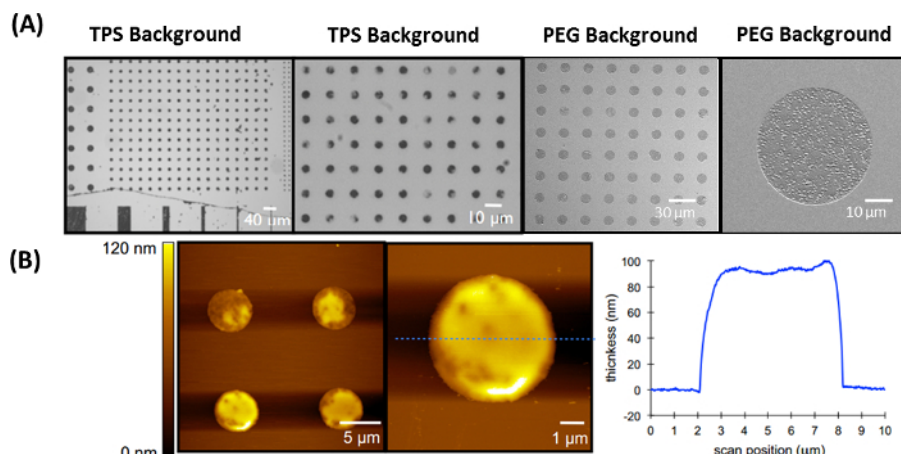 (A)
TPS Background
TPS Background
PEG Background
PEG Background
40 µm
10 µm
30 µm
10 µm
(B)
120 nm
0 nm
5 µm
1 µm
thicnkess (nm)
100
80
60
40
20
0
-20
0 1 2 3 4 5 6 7 8 9 10
scan position (µm)